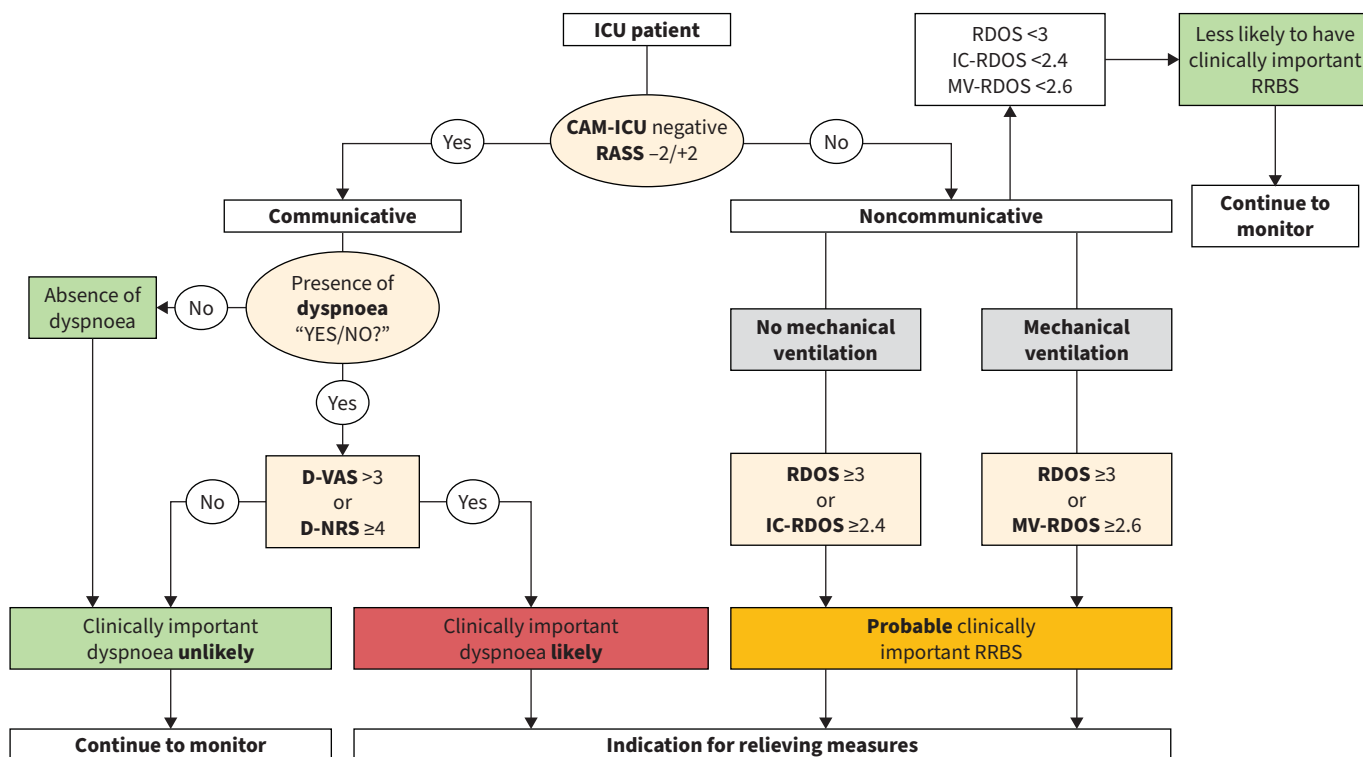 ICU patient
CAM-ICU negative
RASS –2/+2
Yes
No
RDOS <3
IC-RDOS <2.4
MV-RDOS <2.6
Less likely to have
clinically important
RRBS
Continue to
monitor
Communicative
Noncommunicative
Presence of
dyspnoea
“YES/NO?”
No
Absence of
dyspnoea
Yes
No mechanical
ventilation
Mechanical
ventilation
D-VAS >3
or
D-NRS ≥4
No
Yes
RDOS ≥3
or
IC-RDOS ≥2.4
RDOS ≥3
or
MV-RDOS ≥2.6
Clinically important
dyspnoea unlikely
Clinically important
dyspnoea likely
Probable clinically
important RRBS
Continue to monitor
Indication for relieving measures